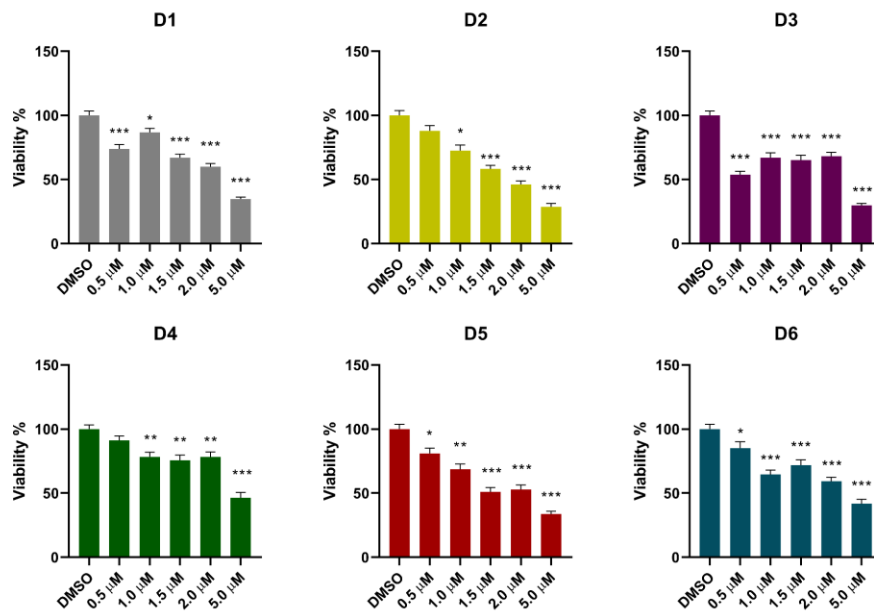 D1
150
100
50
0
Viability %
***
*
***
***
***
DMSO
0.5 µM
1.0 µM
1.5 µM
2.0 µM
5.0 µM
D2
150
100
50
0
Viability %
*
***
***
***
DMSO
0.5 µM
1.0 µM
1.5 µM
2.0 µM
5.0 µM
D3
150
100
50
0
Viability %
***
***
***
***
***
DMSO
0.5 µM
1.0 µM
1.5 µM
2.0 µM
5.0 µM
D4
150
100
50
0
Viability %
**
**
**
***
DMSO
0.5 µM
1.0 µM
1.5 µM
2.0 µM
5.0 µM
D5
150
100
50
0
Viability %
*
**
***
***
***
DMSO
0.5 µM
1.0 µM
1.5 µM
2.0 µM
5.0 µM
D6
150
100
50
0
Viability %
*
***
***
***
***
DMSO
0.5 µM
1.0 µM
1.5 µM
2.0 µM
5.0 µM